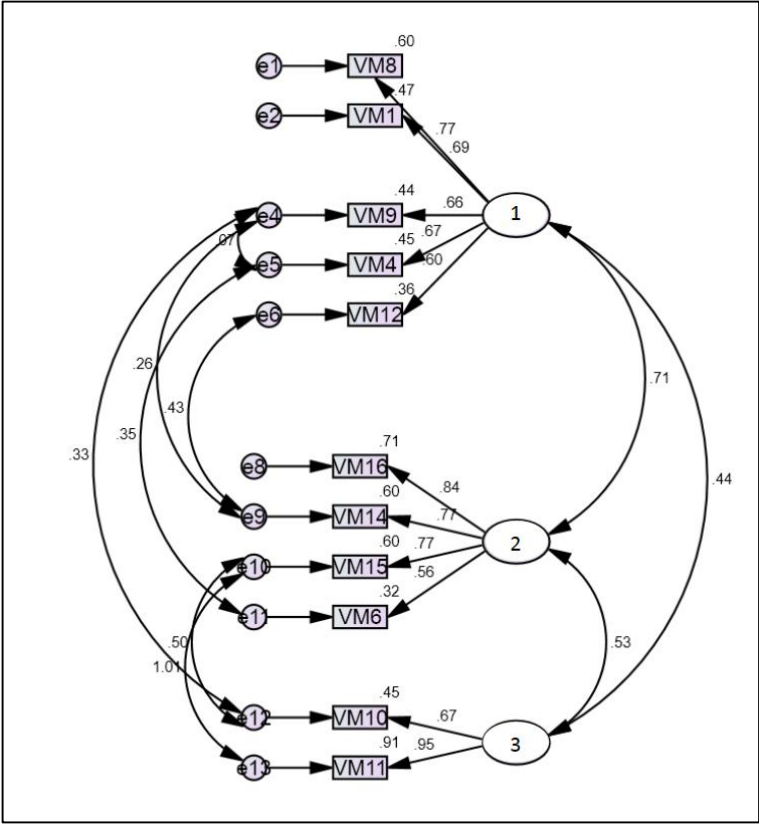 .60
e1 VM8
.47
e2 VM1
.77
.69
.44
e4 VM9 .66 1
.07
.45 .67
e5 VM4 .60
.36
e6 VM12
.26
.71
.43
.35
.33
.71
e8 VM16
.44
.60 .84
e9 VM14 .77
2
.60 .77
e10 VM15
.56
.32
e11 VM6
.50
.53
1.01
.45
e12 VM10 .67
3
.91 .95
e13 VM11